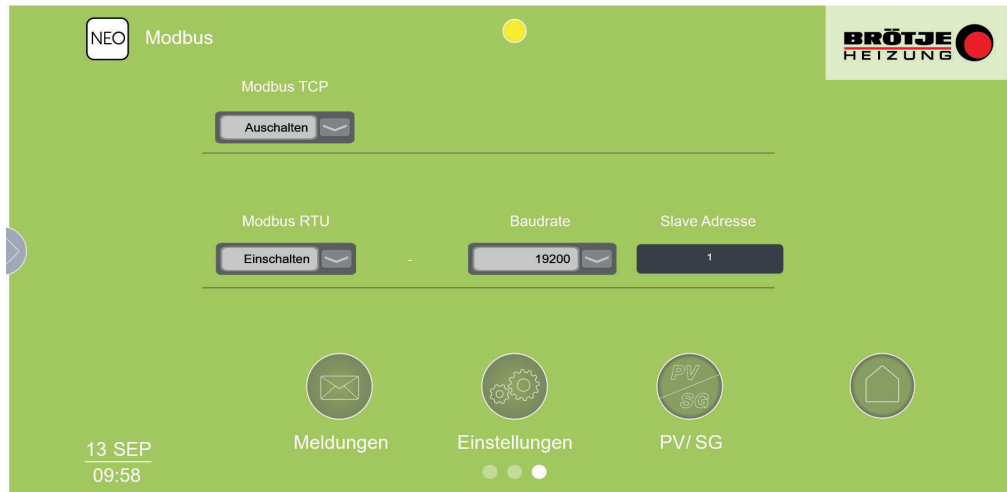 NEO Modbus
BRÖTJE
HEIZUNG
Modbus TCP
Auschalten
Modbus RTU Baudrate Slave Adresse
Einschalten - 19200 1
PV
SG
Meldungen Einstellungen PV/ SG
13 SEP
09:58